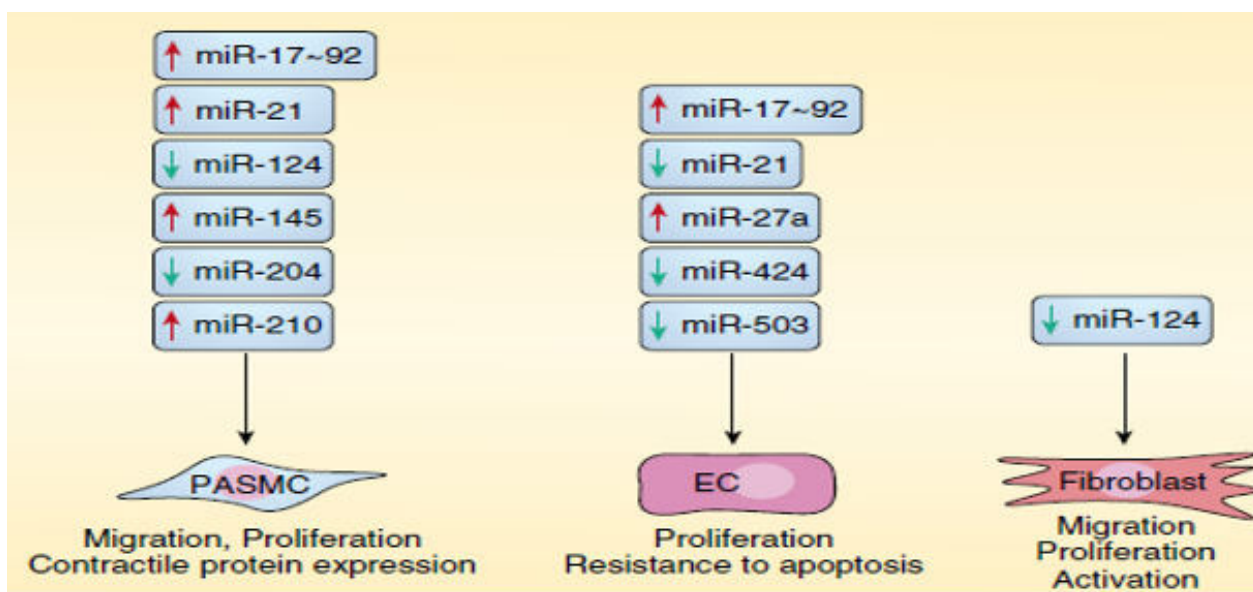 ↑ miR-17~92
↑ miR-21
↓ miR-124
↑ miR-145
↓ miR-204
↑ miR-210
PASMC
Migration, Proliferation
Contractile protein expression
↑ miR-17~92
↓ miR-21
↑ miR-27a
↓ miR-424
↓ miR-503
EC
Proliferation
Resistance to apoptosis
↓ miR-124
Fibroblast
Migration
Proliferation
Activation